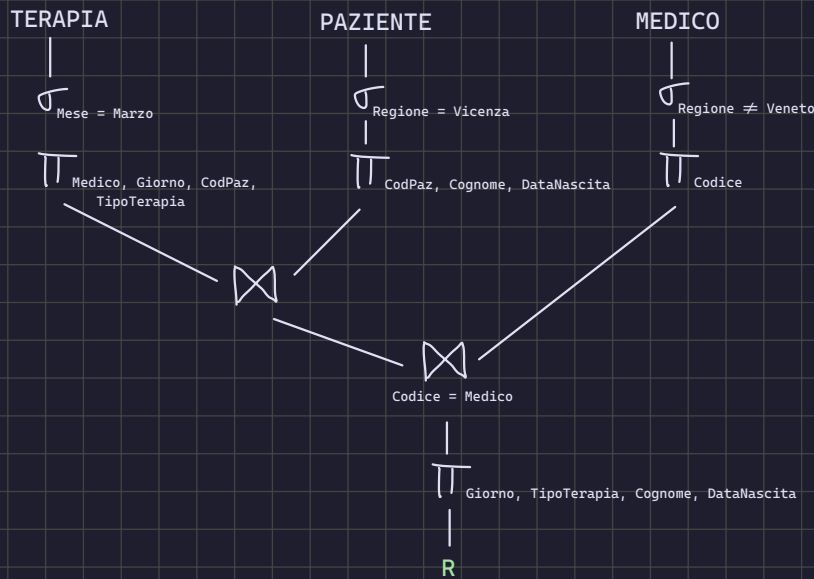 TERAPIA
PAZIENTE
MEDICO
σ Mese = Marzo
σ Regione = Vicenza
σ Regione ≠ Veneto
π Medico, Giorno, CodPaz,
TipoTerapia
π CodPaz, Cognome, DataNascita
π Codice
⋈
⋈
Codice = Medico
π Giorno, TipoTerapia, Cognome, DataNascita
R